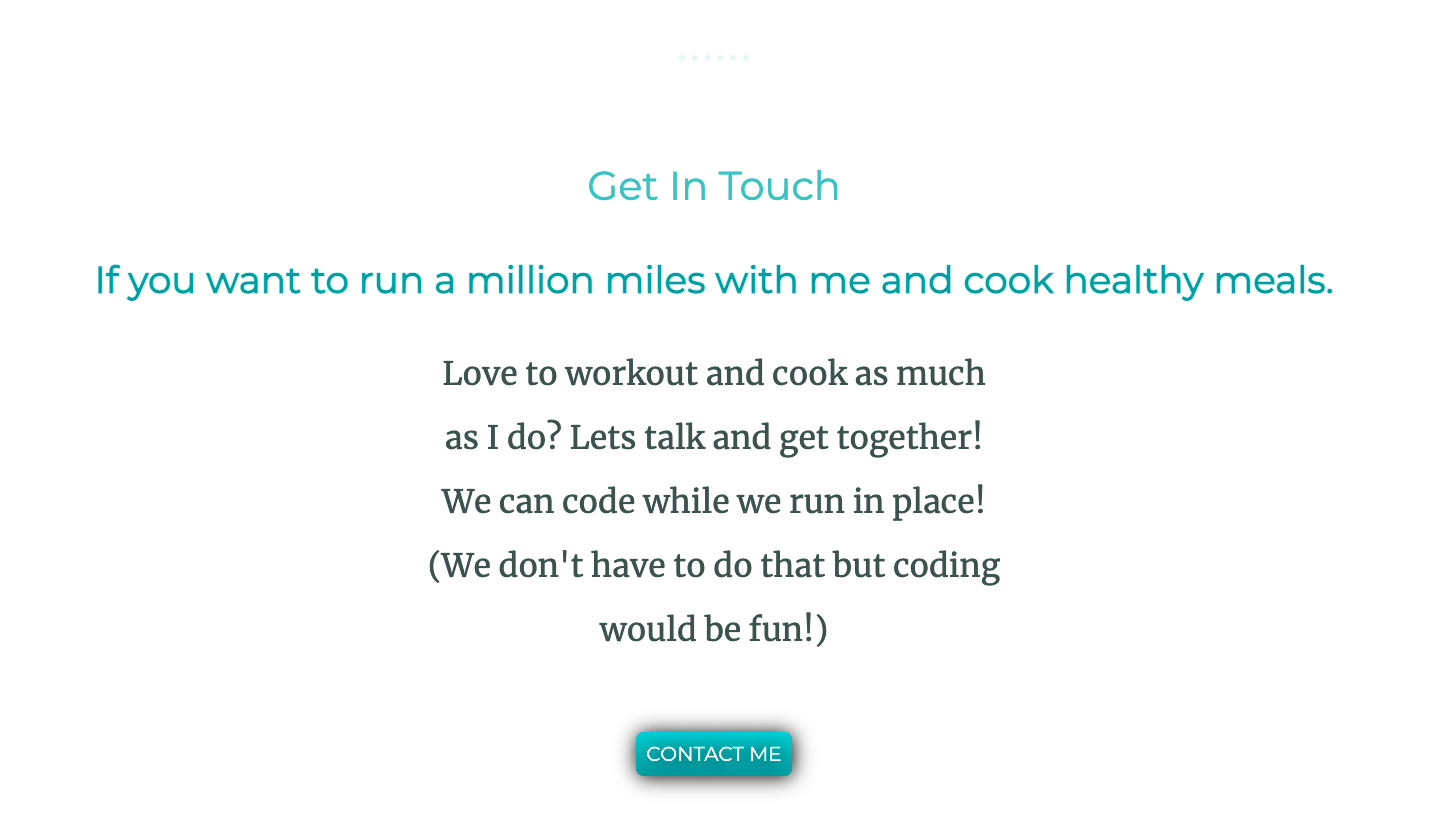 Get In Touch
If you want to run a million miles with me and cook healthy meals.
Love to workout and cook as much
as I do? Lets talk and get together!
We can code while we run in place!
(We don't have to do that but coding
would be fun!)
CONTACT ME